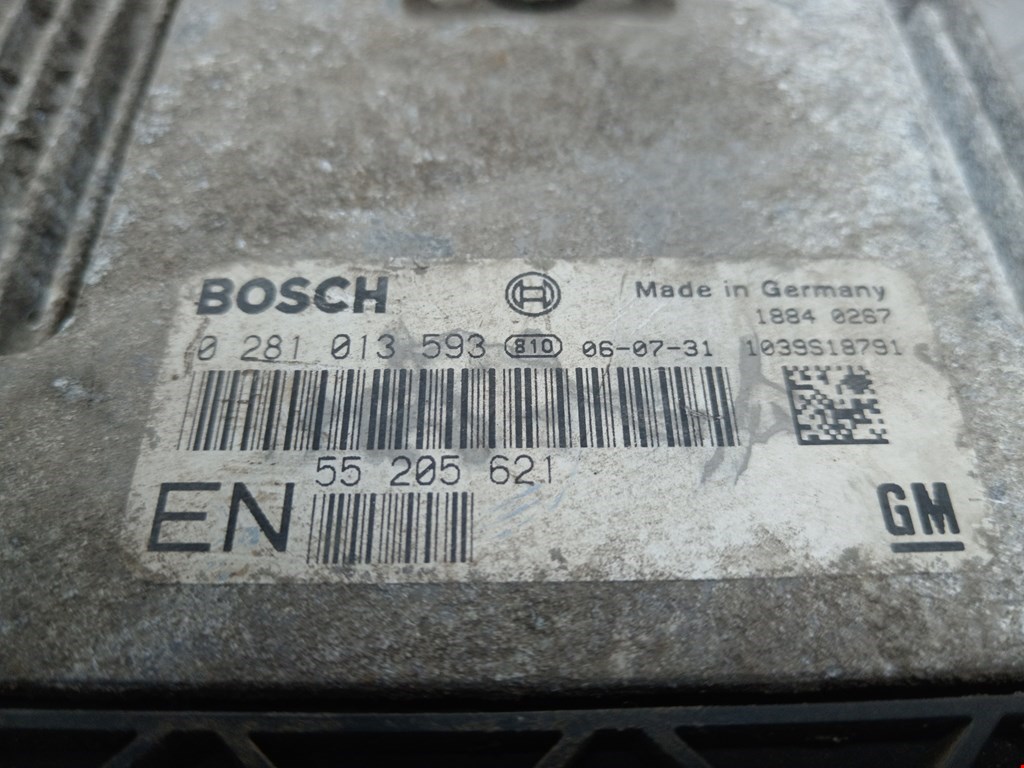 BOSCH Made in Germany
1884 0267
0 281 013 593 810 06-07-31 1039S18791
55 205 621
EN GM